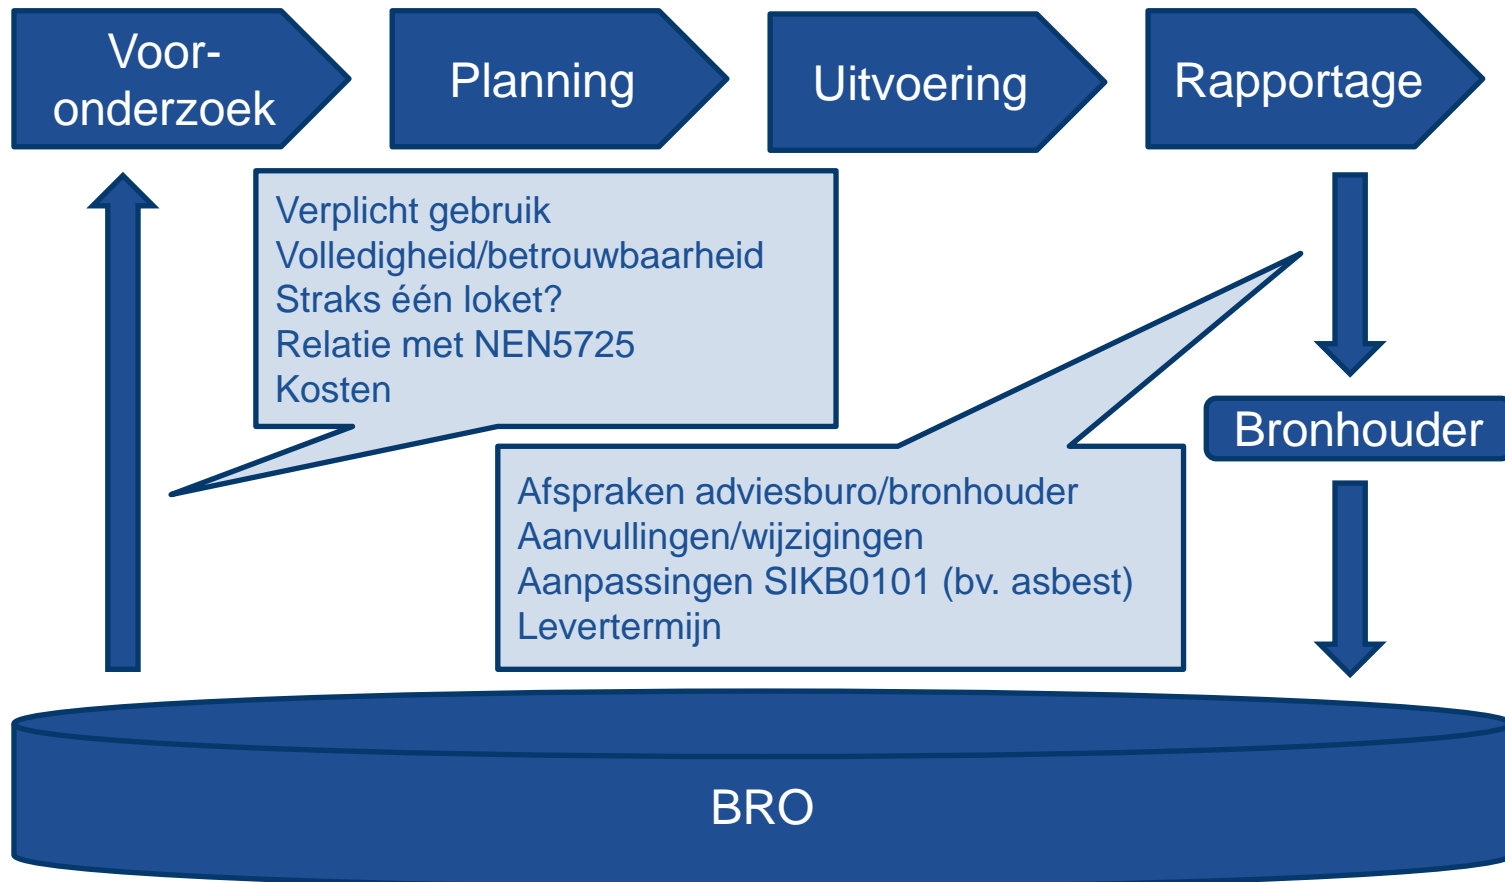 Voor-
onderzoek
Planning
Uitvoering
Rapportage
Verplicht gebruik
Volledigheid/betrouwbaarheid
Straks één loket?
Relatie met NEN5725
Kosten
Bronhouder
Afspraken adviesburo/bronhouder
Aanvullingen/wijzigingen
Aanpassingen SIKB0101 (bv. asbest)
Levertermijn
BRO